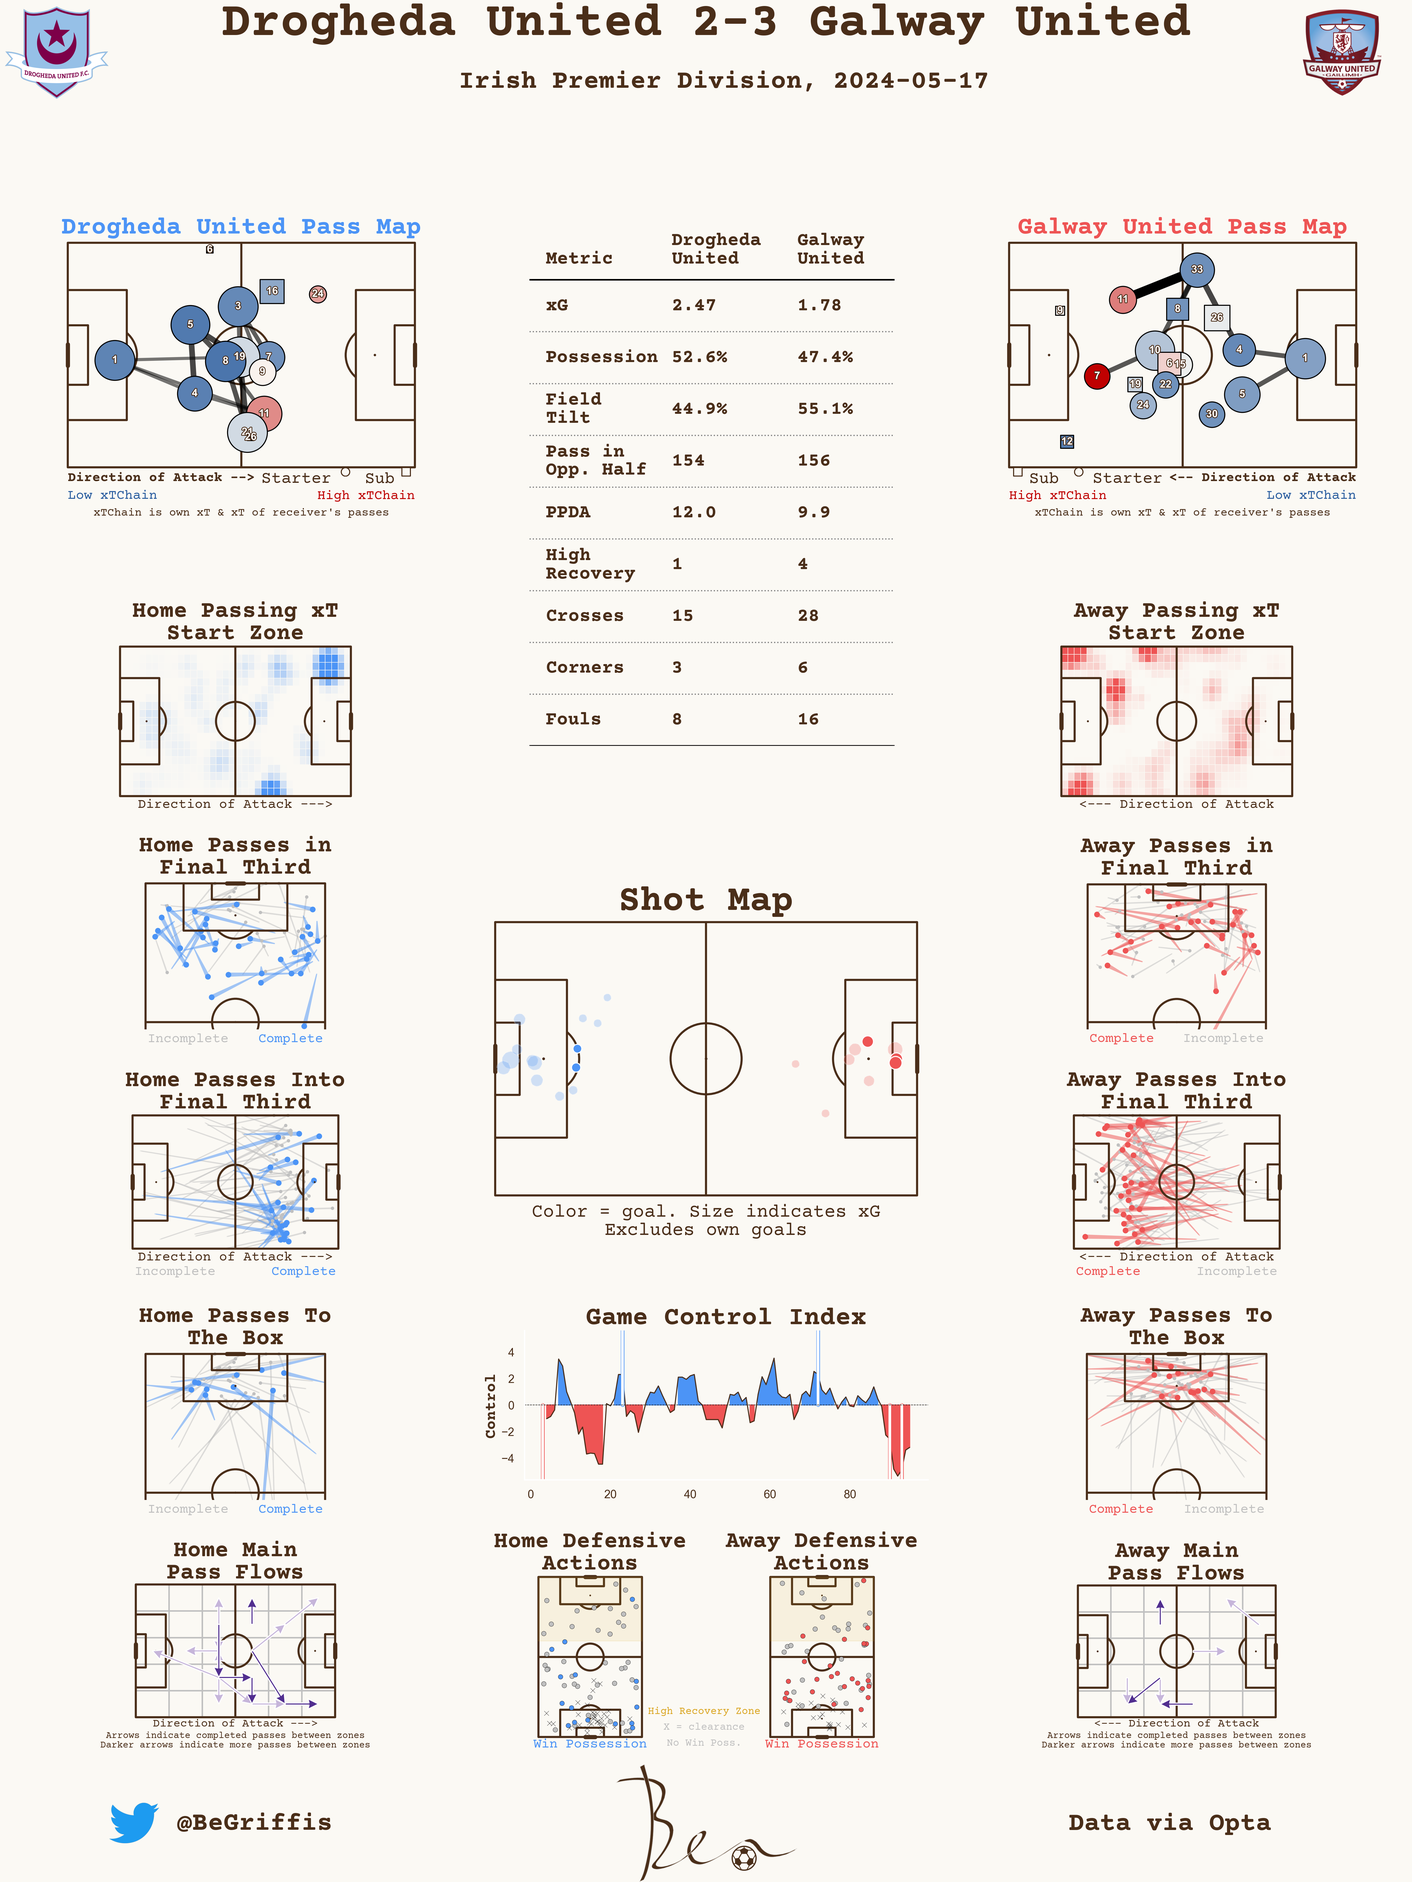 Drogheda United 2-3 Galway United
Irish Premier Division, 2024-05-17
DROGHEDA UNITED F.C.
GALWAY UNITED
GAILLIMH
Drogheda United Pass Map
6
16
24
3
5
1
8
19
7
9
4
11
21
26
Direction of Attack --> Starter Sub
Low xTChain High xTChain
xTChain is own xT & xT of receiver's passes
Metric Drogheda United Galway United
xG 2.47 1.78
Possession 52.6% 47.4%
Field Tilt 44.9% 55.1%
Pass in Opp. Half 154 156
PPDA 12.0 9.9
High Recovery 1 4
Crosses 15 28
Corners 3 6
Fouls 8 16
Galway United Pass Map
33
11
9
8
26
10
4
1
6
15
7
19
22
5
24
30
12
Sub Starter <-- Direction of Attack
High xTChain Low xTChain
xTChain is own xT & xT of receiver's passes
Home Passing xT
Start Zone
Direction of Attack --->
Away Passing xT
Start Zone
<--- Direction of Attack
Home Passes in
Final Third
Incomplete Complete
Away Passes in
Final Third
Complete Incomplete
Shot Map
Color = goal. Size indicates xG
Excludes own goals
Home Passes Into
Final Third
Direction of Attack --->
Incomplete Complete
Away Passes Into
Final Third
<--- Direction of Attack
Complete Incomplete
Home Passes To
The Box
Incomplete Complete
Game Control Index
Control
4
2
0
−2
−4
0 20 40 60 80
Away Passes To
The Box
Complete Incomplete
Home Main
Pass Flows
Direction of Attack --->
Arrows indicate completed passes between zones
Darker arrows indicate more passes between zones
Home Defensive
Actions
Win Possession
High Recovery Zone
X = clearance
No Win Poss.
Away Defensive
Actions
Win Possession
Away Main
Pass Flows
<--- Direction of Attack
Arrows indicate completed passes between zones
Darker arrows indicate more passes between zones
@BeGriffis
Ben
Data via Opta